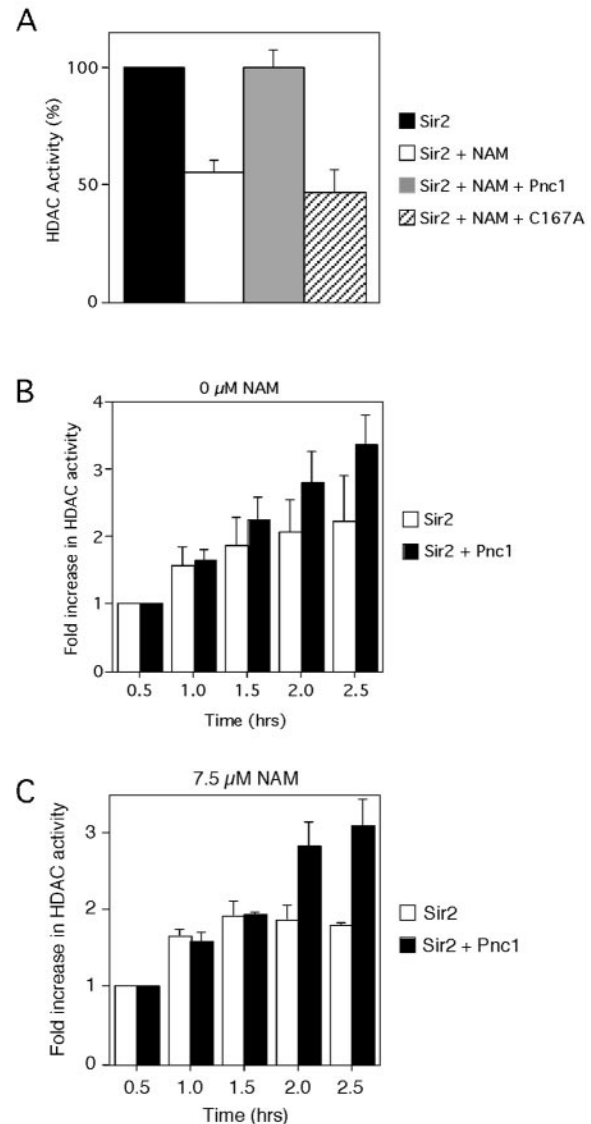 A
HDAC Activity (%)
100
50
0
Sir2
Sir2 + NAM
Sir2 + NAM + Pnc1
Sir2 + NAM + C167A
B
0 µM NAM
Fold increase in HDAC activity
4
3
2
1
0
0.5 1.0 1.5 2.0 2.5
Time (hrs)
Sir2
Sir2 + Pnc1
C
7.5 µM NAM
Fold increase in HDAC activity
3
2
1
0
0.5 1.0 1.5 2.0 2.5
Time (hrs)
Sir2
Sir2 + Pnc1